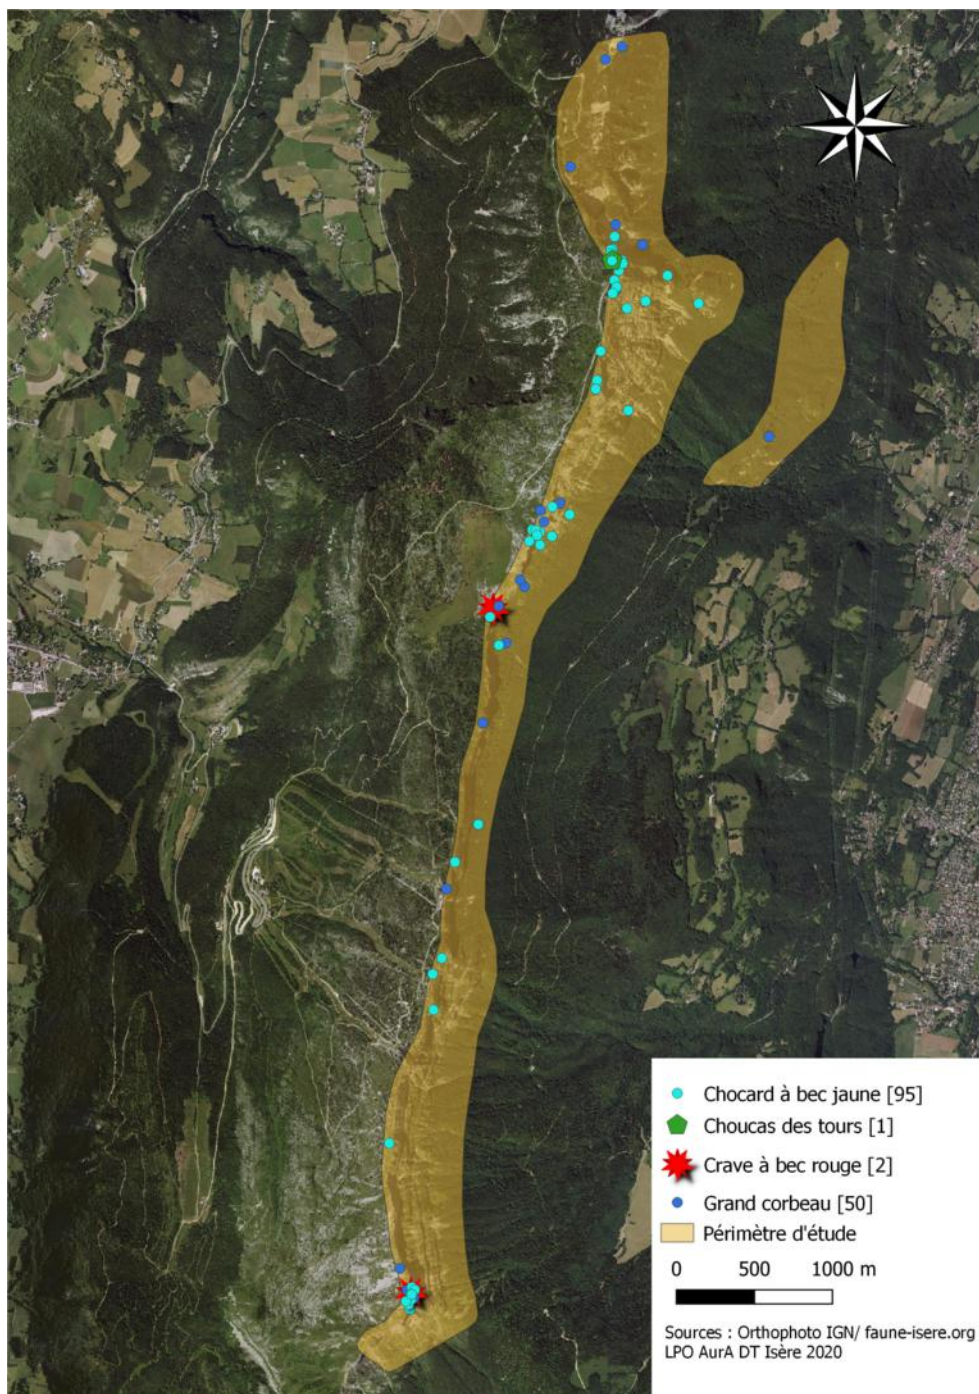 Chocard à bec jaune [95]
Choucas des tours [1]
Crave à bec rouge [2]
Grand corbeau [50]
Périmètre d'étude
0 500 1000 m
Sources : Orthophoto IGN/ faune-isere.org
LPO AurA DT Isère 2020